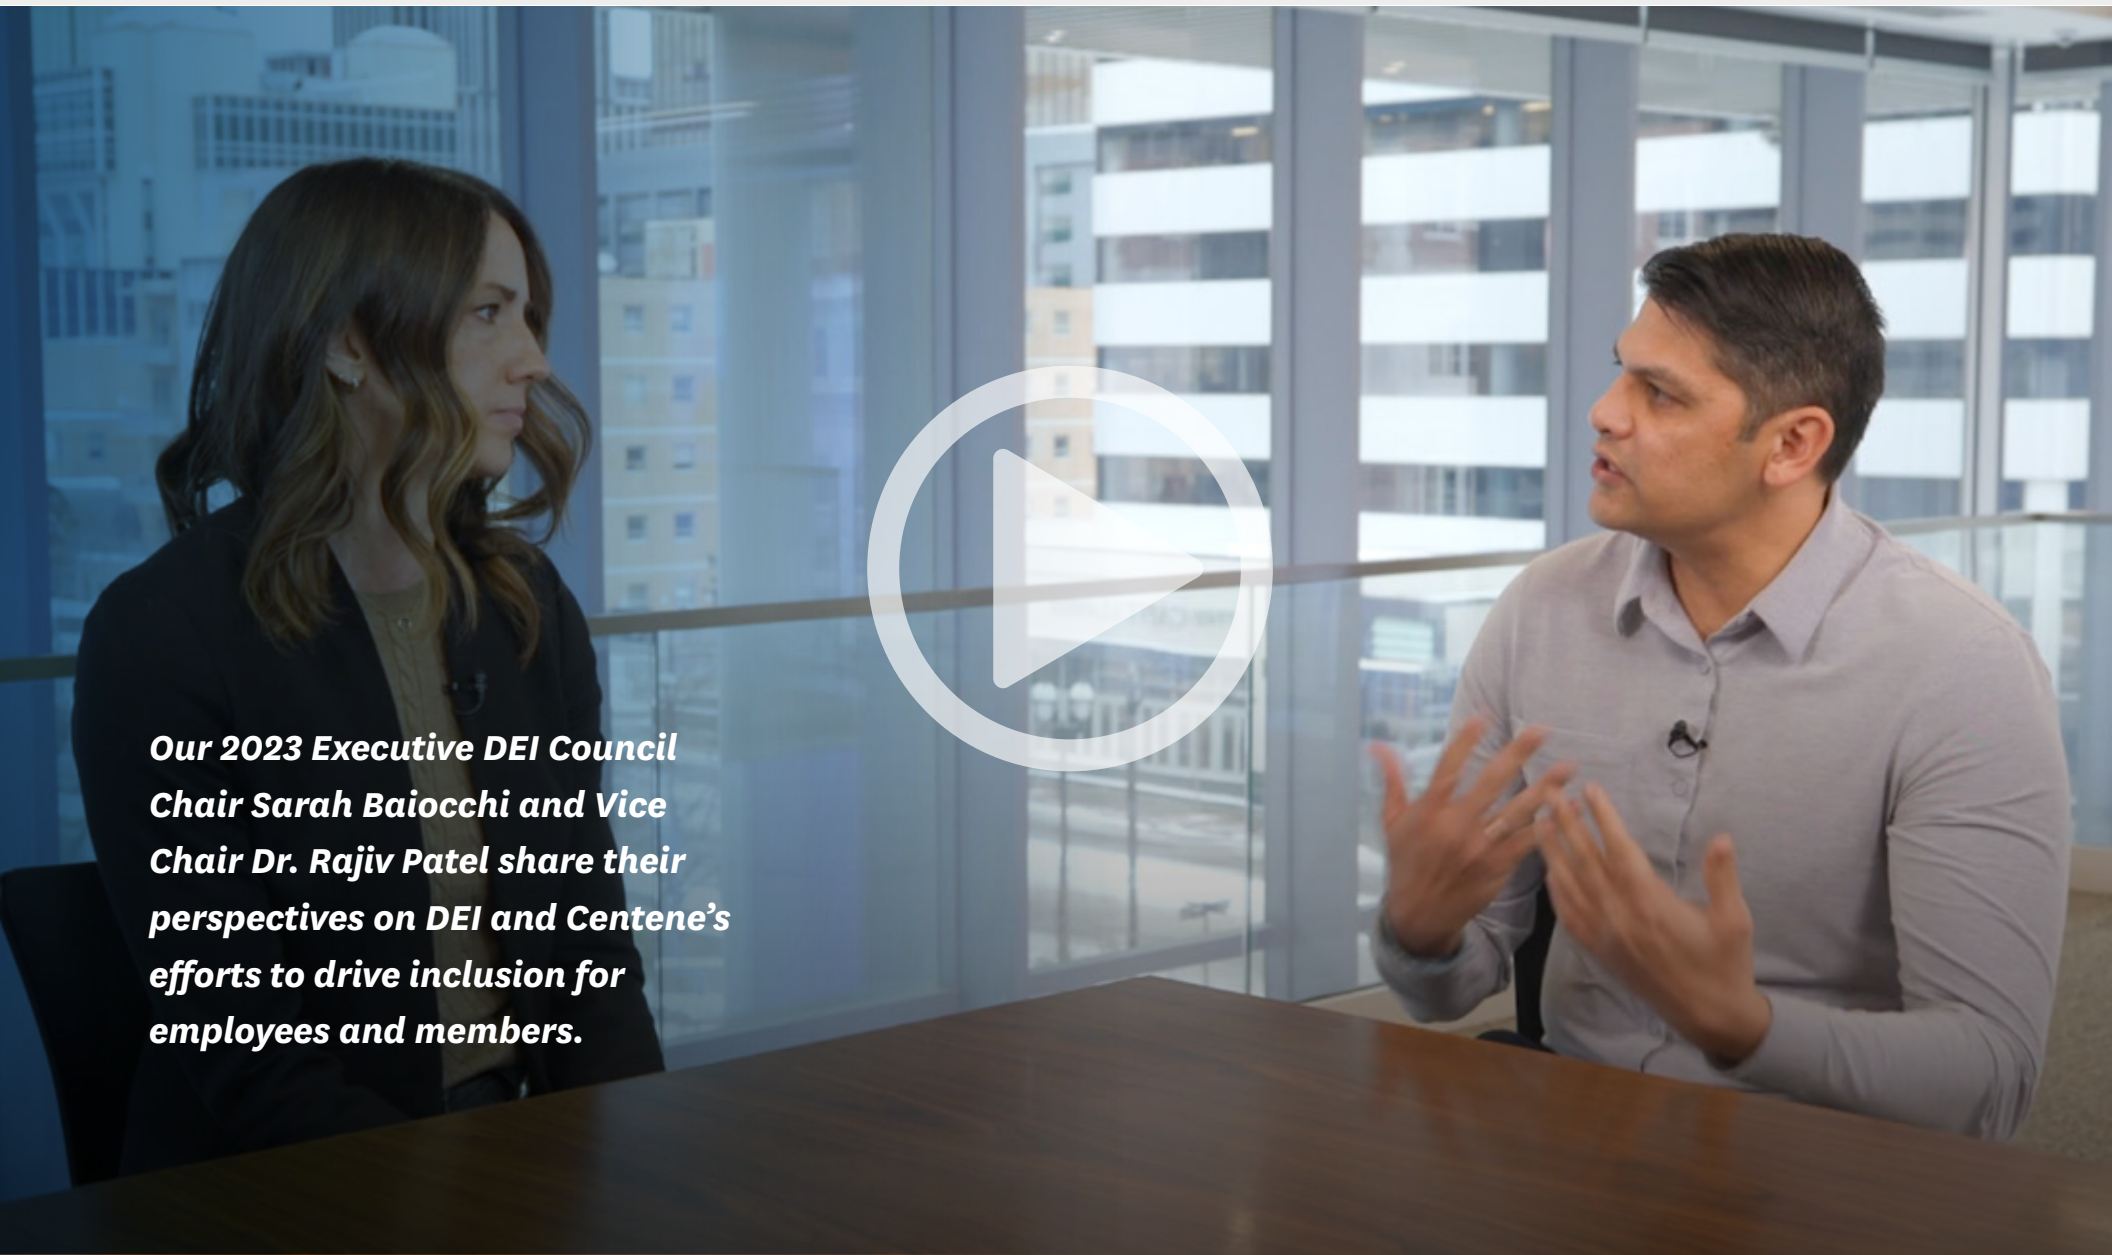 Our 2023 Executive DEI Council
Chair Sarah Baiocchi and Vice
Chair Dr. Rajiv Patel share their
perspectives on DEI and Centene’s
efforts to drive inclusion for
employees and members.